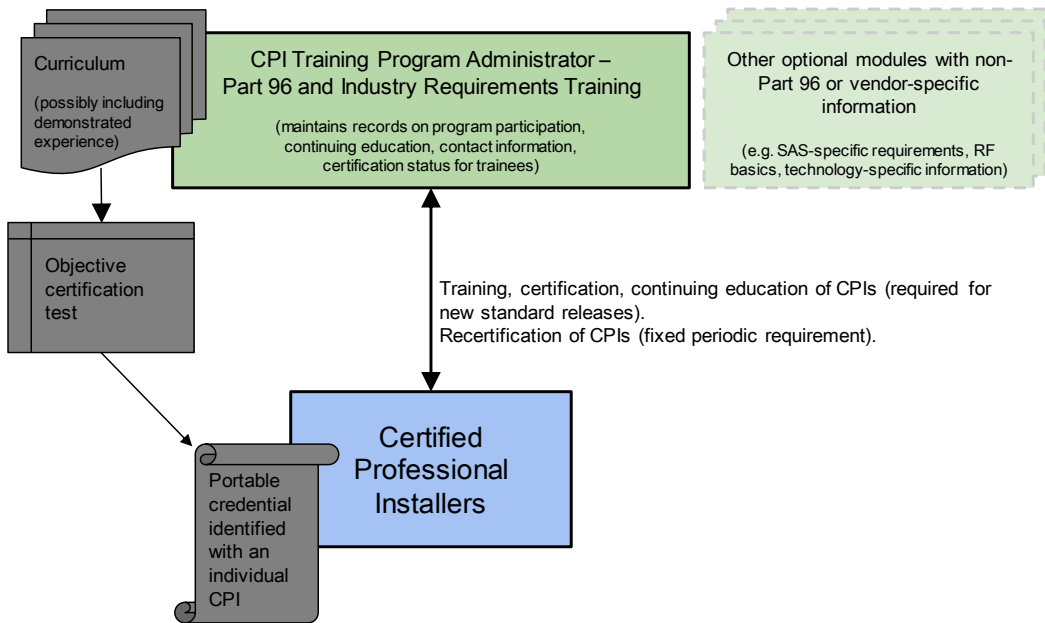 Curriculum
(possibly including
demonstrated
experience)
CPI Training Program Administrator –
Part 96 and Industry Requirements Training
(maintains records on program participation,
continuing education, contact information,
certification status for trainees)
Other optional modules with non-
Part 96 or vendor-specific
information
(e.g. SAS-specific requirements, RF
basics, technology-specific information)
Objective
certification
test
Training, certification, continuing education of CPIs (required for
new standard releases).
Recertification of CPIs (fixed periodic requirement).
Certified
Professional
Installers
Portable
credential
identified
with an
individual
CPI